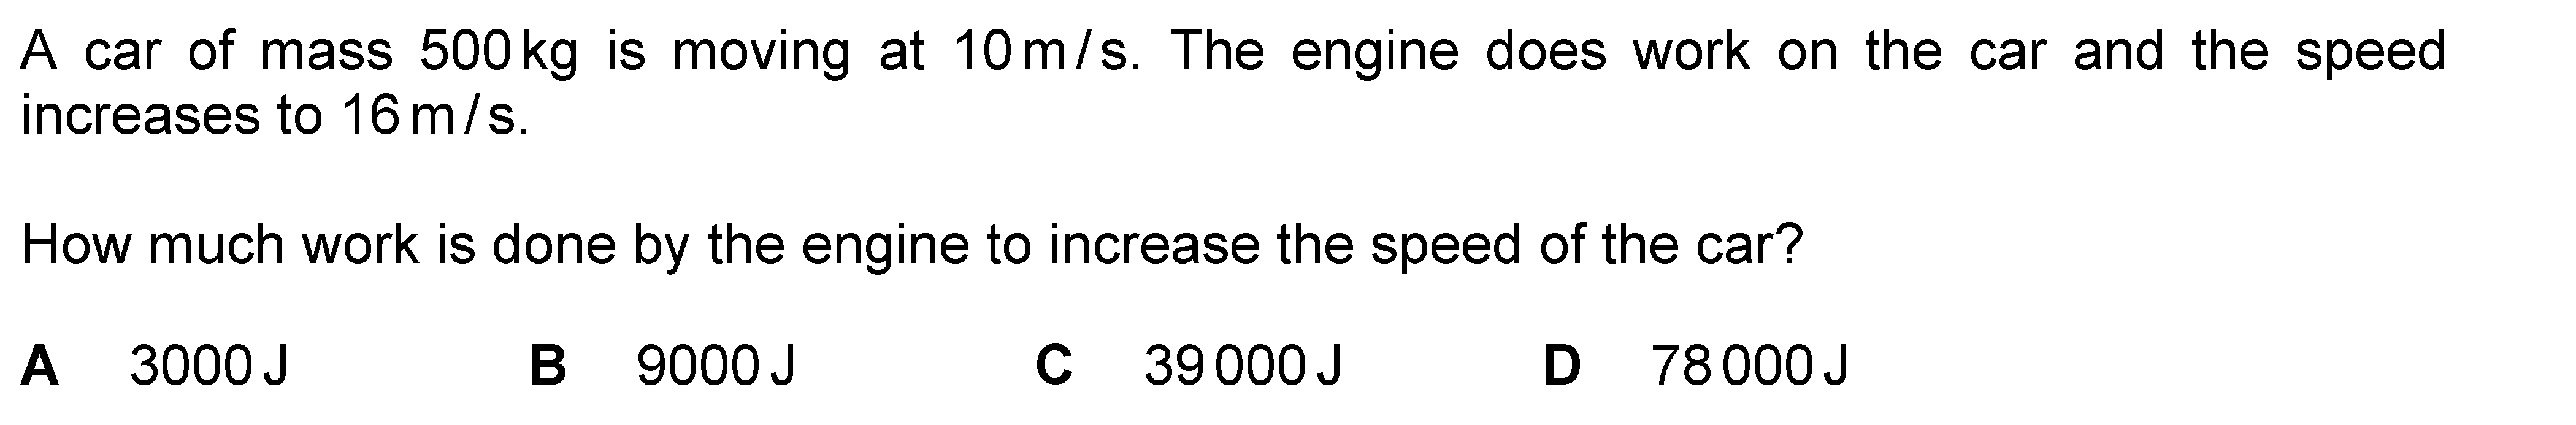 A car of mass 500 kg is moving at 10 m / s. The engine does work on the car and the speed
increases to 16 m / s.
How much work is done by the engine to increase the speed of the car?
A 3000 J B 9000 J C 39 000 J D 78 000 J